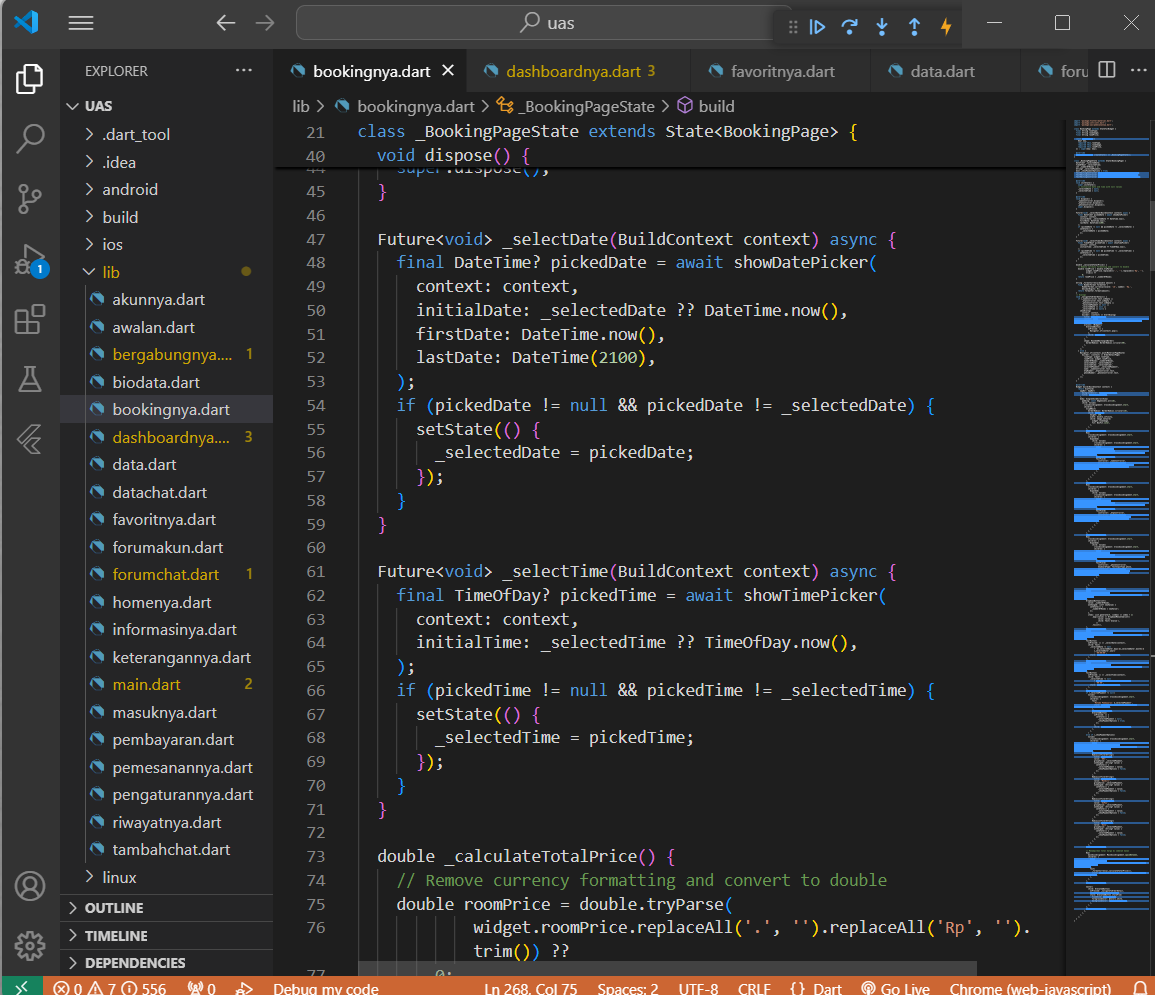 uas
EXPLORER
UAS
.dart_tool
.idea
android
build
ios
lib
akunnya.dart
awalan.dart
bergabungnya.... 1
biodata.dart
bookingnya.dart
dashboardnya.... 3
data.dart
datachat.dart
favoritnya.dart
forumakun.dart
forumchat.dart 1
homenya.dart
informasinya.dart
keterangannya.dart
main.dart 2
masuknya.dart
pembayaran.dart
pemesanannya.dart
pengaturannya.dart
riwayatnya.dart
tambahchat.dart
linux
OUTLINE
TIMELINE
DEPENDENCIES
1
bookingnya.dart dashboardnya.dart 3 favoritnya.dart data.dart foru
lib > bookingnya.dart > _BookingPageState > build
21 class _BookingPageState extends State<BookingPage> {
40 void dispose() {
44 super.dispose();
45 }
46
47 Future<void> _selectDate(BuildContext context) async {
48 final DateTime? pickedDate = await showDatePicker(
49 context: context,
50 initialDate: _selectedDate ?? DateTime.now(),
51 firstDate: DateTime.now(),
52 lastDate: DateTime(2100),
53 );
54 if (pickedDate != null && pickedDate != _selectedDate) {
55 setState(() {
56 _selectedDate = pickedDate;
57 });
58 }
59 }
60
61 Future<void> _selectTime(BuildContext context) async {
62 final TimeOfDay? pickedTime = await showTimePicker(
63 context: context,
64 initialTime: _selectedTime ?? TimeOfDay.now(),
65 );
66 if (pickedTime != null && pickedTime != _selectedTime) {
67 setState(() {
68 _selectedTime = pickedTime;
69 });
70 }
71 }
72
73 double _calculateTotalPrice() {
74 // Remove currency formatting and convert to double
75 double roomPrice = double.tryParse(
76 widget.roomPrice.replaceAll('.', '').replaceAll('Rp', '').
trim()) ??
77 0;
0 7 556 0 Debug my code Ln 268, Col 75 Spaces: 2 UTF-8 CRLF {} Dart Go Live Chrome (web-javascript)